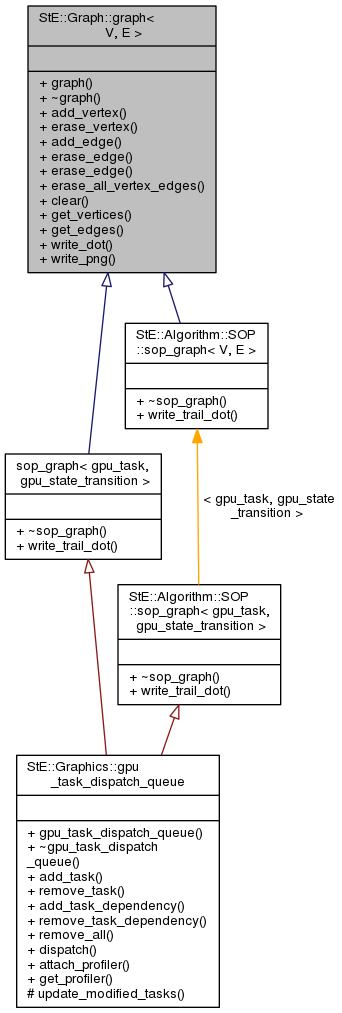 StE::Graph::graph<
V, E >
+ graph()
+ ~graph()
+ add_vertex()
+ erase_vertex()
+ add_edge()
+ erase_edge()
+ erase_edge()
+ erase_all_vertex_edges()
+ clear()
+ get_vertices()
+ get_edges()
+ write_dot()
+ write_png()
StE::Algorithm::SOP
::sop_graph< V, E >
+ ~sop_graph()
+ write_trail_dot()
sop_graph< gpu_task,
gpu_state_transition >
+ ~sop_graph()
+ write_trail_dot()
< gpu_task, gpu_state
_transition >
StE::Algorithm::SOP
::sop_graph< gpu_task,
gpu_state_transition >
+ ~sop_graph()
+ write_trail_dot()
StE::Graphics::gpu
_task_dispatch_queue
+ gpu_task_dispatch_queue()
+ ~gpu_task_dispatch
_queue()
+ add_task()
+ remove_task()
+ add_task_dependency()
+ remove_task_dependency()
+ remove_all()
+ dispatch()
+ attach_profiler()
+ get_profiler()
# update_modified_tasks()